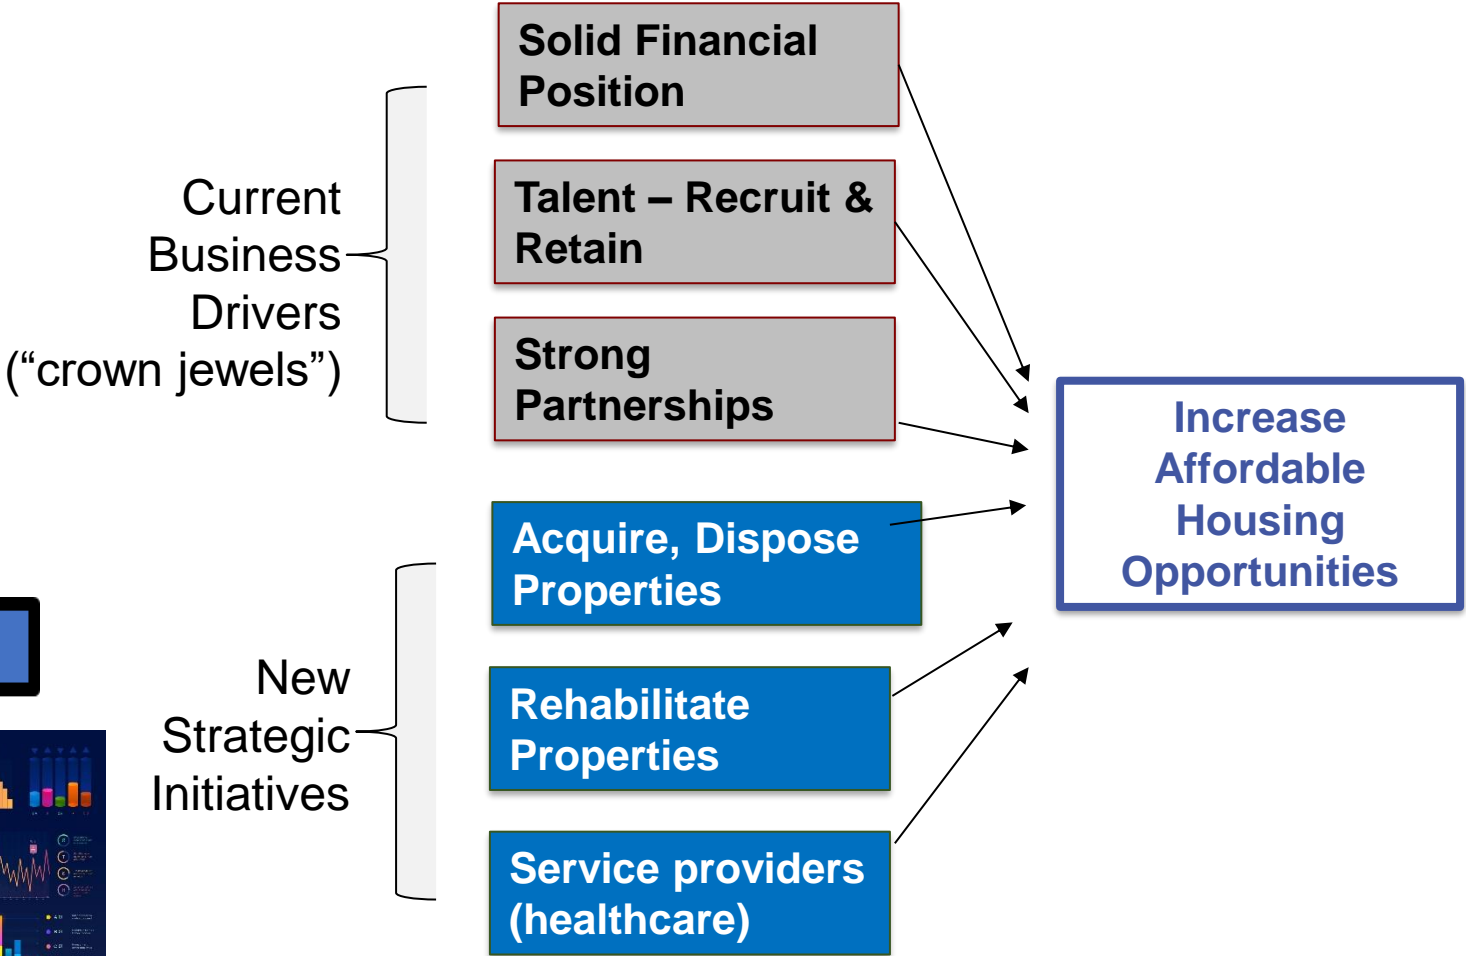 Solid Financial
Position
Current
Business
Drivers
(“crown jewels”)
Talent – Recruit &
Retain
Strong
Partnerships
Increase
Affordable
Housing
Opportunities
New
Strategic
Initiatives
Acquire, Dispose
Properties
Rehabilitate
Properties
Service providers
(healthcare)